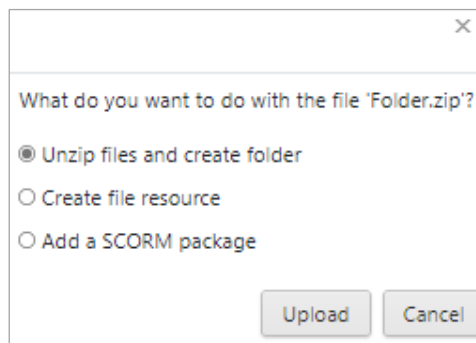 What do you want to do with the file 'Folder.zip'?
Unzip files and create folder
Create file resource
Add a SCORM package
Upload Cancel